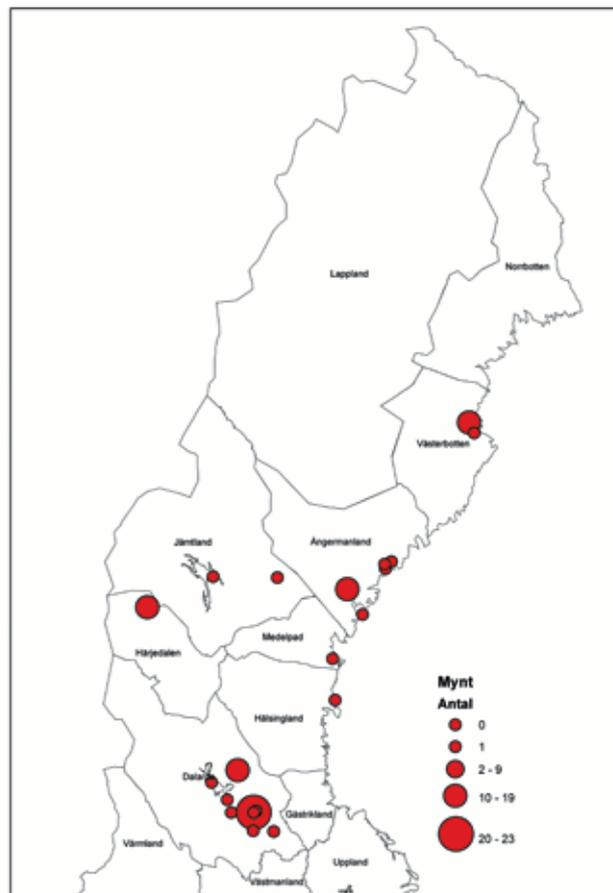 Lappland
Norrbotten
Västerbotten
Ångermanland
Jämtland
Medelpad
Härjedalen
Hälsingland
Mynt
Antal
0
1
2 - 9
10 - 19
20 - 23
Gästrikland
Värmland
Uppland
Västmanland